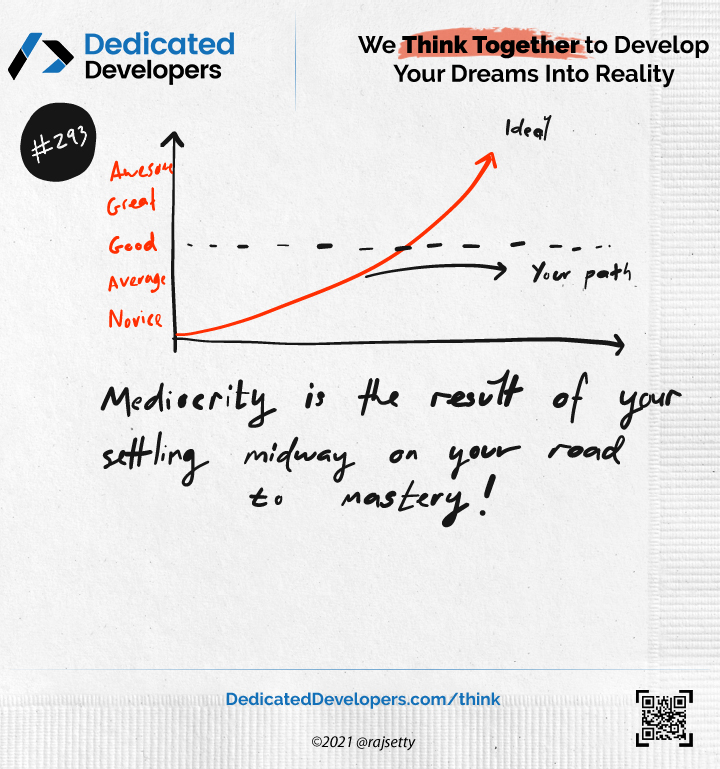 Dedicated
Developers
We Think Together to Develop
Your Dreams Into Reality
#293
Ideal
Awesome
Great
Good
Average
Novice
Your path
Mediocrity is the result of your
settling midway on your road
to mastery!
DedicatedDevelopers.com/think
©2021 @rajsetty